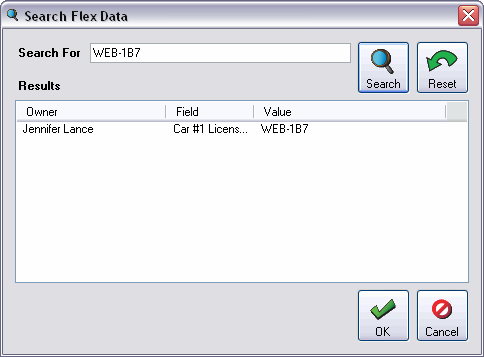 Search Flex Data
Search For WEB-1B7
Search Reset
Results
Owner Field Value
Jennifer Lance Car #1 Licens... WEB-1B7
OK Cancel